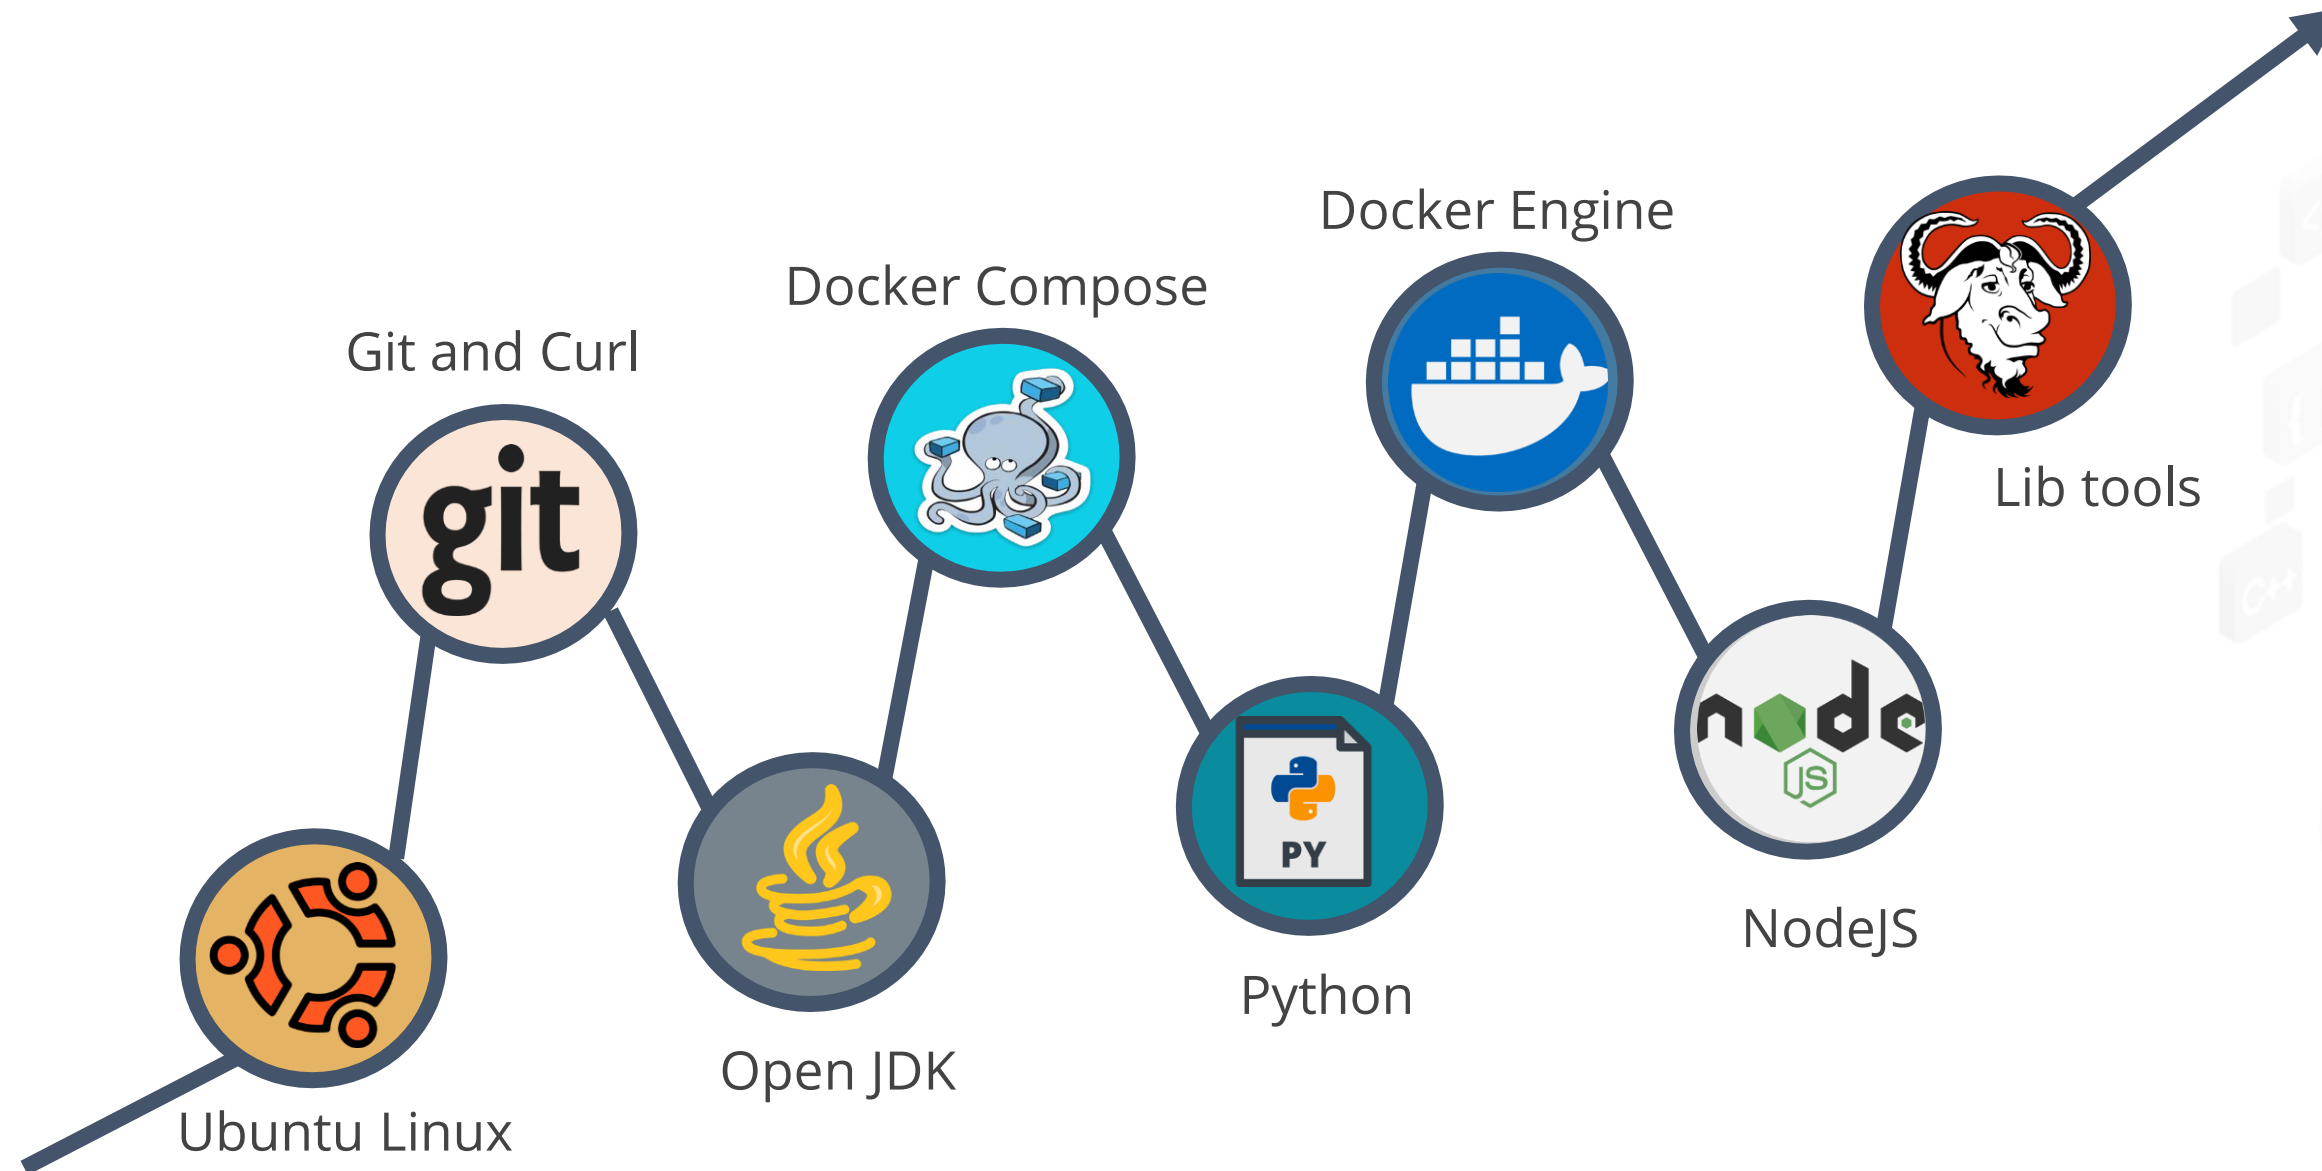 Docker Engine
Docker Compose
Git and Curl
git
Lib tools
{
C++
node
JS
PY
NodeJS
Python
Open JDK
Ubuntu Linux